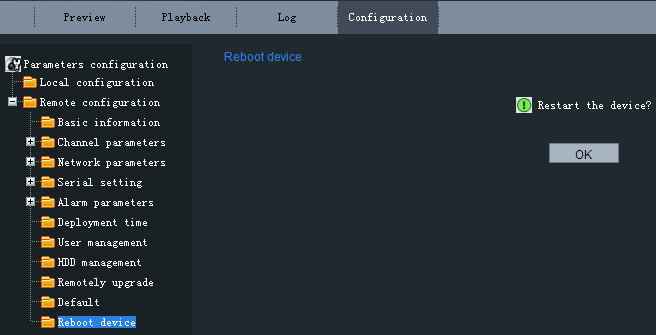 Preview Playback Log Configuration
Parameters configuration
Local configuration
Remote configuration
Basic information
Channel parameters
Network parameters
Serial setting
Alarm parameters
Deployment time
User management
HDD management
Remotely upgrade
Default
Reboot device
Reboot device
Restart the device?
OK